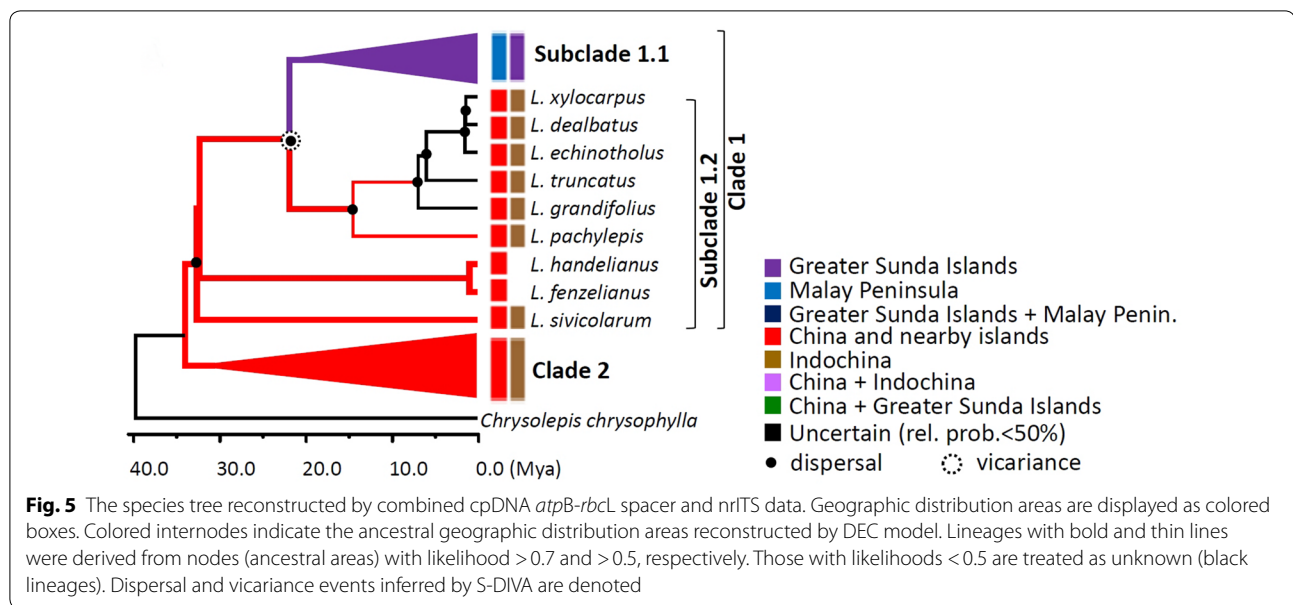 Subclade 1.1
L. xylocarpus
L. dealbatus
L. echinotholus
L. truncatus
L. grandifolius
L. pachylepis
L. handelianus
L. fenzelianus
L. sivicolarum
Clade 2
Chrysolepis chrysophylla
Subclade 1.2
Clade 1
40.0 30.0 20.0 10.0 0.0 (Mya)
Greater Sunda Islands
Malay Peninsula
Greater Sunda Islands + Malay Penin.
China and nearby islands
Indochina
China + Indochina
China + Greater Sunda Islands
Uncertain (rel. prob.<50%)
dispersal vicariance
Fig. 5 The species tree reconstructed by combined cpDNA atpB-rbcL spacer and nrITS data. Geographic distribution areas are displayed as colored
boxes. Colored internodes indicate the ancestral geographic distribution areas reconstructed by DEC model. Lineages with bold and thin lines
were derived from nodes (ancestral areas) with likelihood > 0.7 and > 0.5, respectively. Those with likelihoods < 0.5 are treated as unknown (black
lineages). Dispersal and vicariance events inferred by S-DIVA are denoted